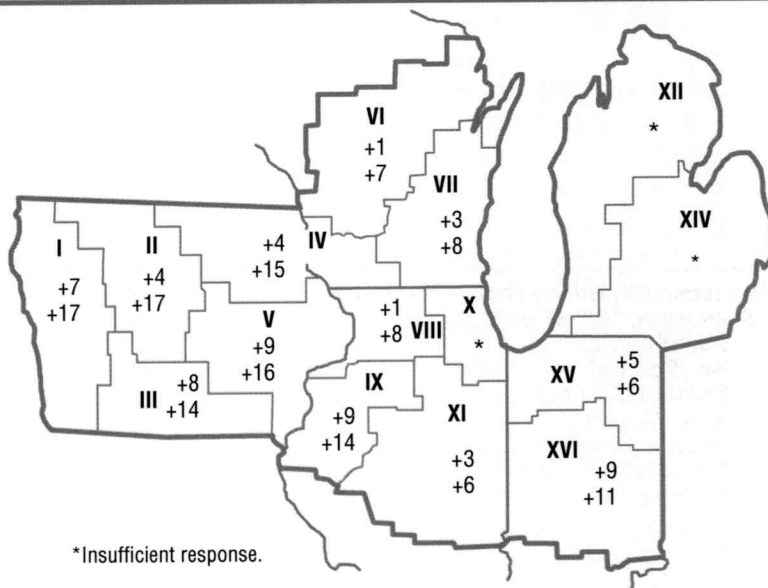 VI
+1
+7
XII
*
VII
+3
+8
XIV
*
I
+7
+17
II
+4
+17
IV
+4
+15
V
+9
+16
III
+8
+14
VIII
+1
+8
X
*
IX
+9
+14
XI
+3
+6
XV
+5
+6
XVI
+9
+11
*Insufficient response.